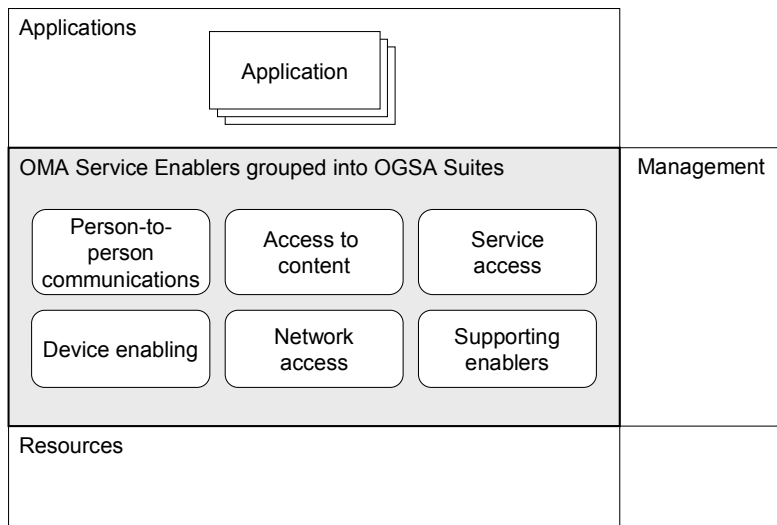 Applications
Application
OMA Service Enablers grouped into OGSA Suites
Management
Person-to-
person
communications
Access to
content
Service
access
Device enabling
Network
access
Supporting
enablers
Resources